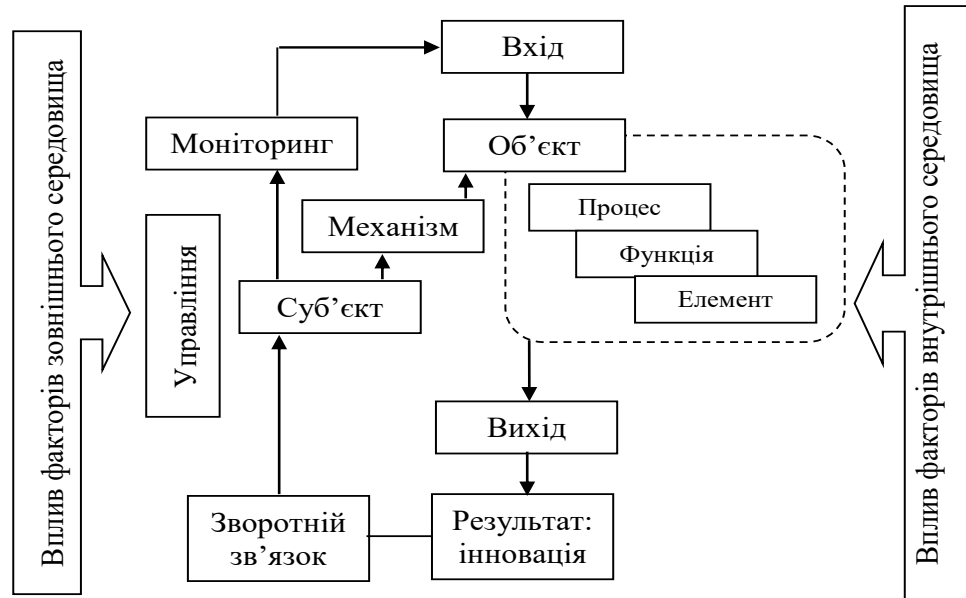 Вплив факторів зовнішнього середовища
Вхід
Моніторинг
Об’єкт
Механізм
Процес
Функція
Елемент
Суб’єкт
Управління
Вихід
Зворотній
зв’язок
Результат:
інновація
Вплив факторів внутрішнього середовища